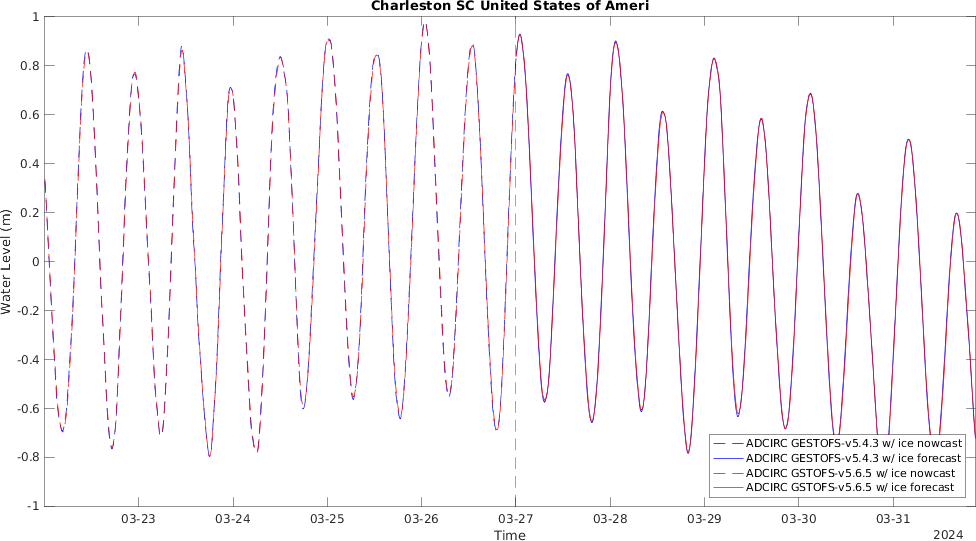 Charleston SC United States of Ameri
1
0.8
0.6
0.4
0.2
0
-0.2
-0.4
-0.6
-0.8
-1
Water Level (m)
ADCIRC GESTOFS-v5.4.3 w/ ice nowcast
ADCIRC GESTOFS-v5.4.3 w/ ice forecast
ADCIRC GSTOFS-v5.6.5 w/ ice nowcast
ADCIRC GSTOFS-v5.6.5 w/ ice forecast
03-23 03-24 03-25 03-26 03-27 03-28 03-29 03-30 03-31
Time
2024